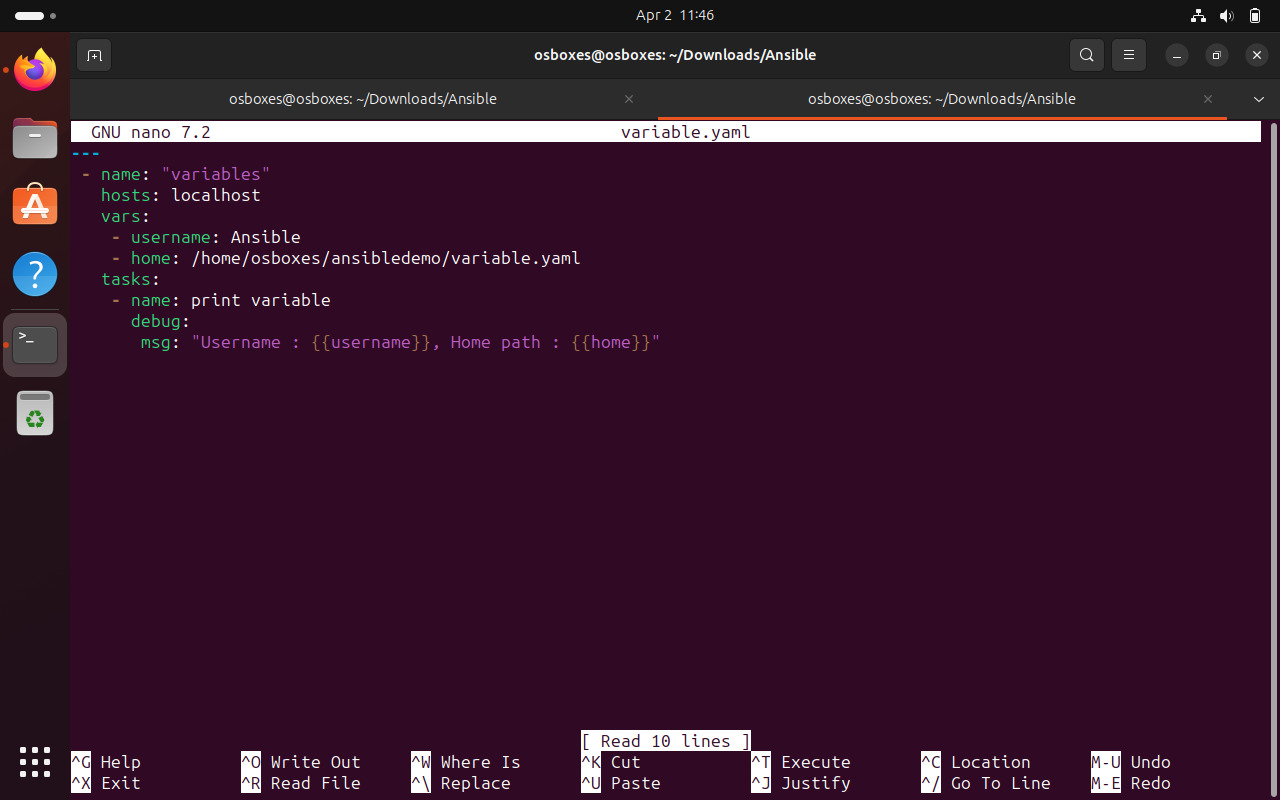 Apr 2 11:46
osboxes@osboxes: ~/Downloads/Ansible
osboxes@osboxes: ~/Downloads/Ansible
osboxes@osboxes: ~/Downloads/Ansible
GNU nano 7.2 variable.yaml
---
 - name: "variables"
   hosts: localhost
   vars:
    - username: Ansible
    - home: /home/osboxes/ansibledemo/variable.yaml
   tasks:
    - name: print variable
      debug:
       msg: "Username : {{username}}, Home path : {{home}}"
[ Read 10 lines ]
^G Help ^O Write Out ^W Where Is ^K Cut ^T Execute ^C Location M-U Undo
^X Exit ^R Read File ^\ Replace ^U Paste ^J Justify ^/ Go To Line M-E Redo